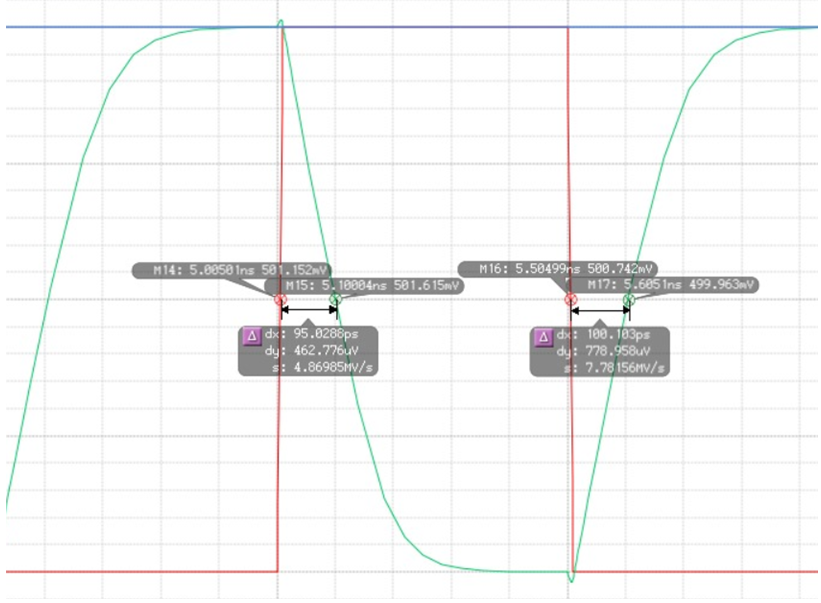 M14: 5.00501ns 501.152mV
M15: 5.10004ns 501.615mV
Δ dx: 95.0288ps
dy: 462.776uV
s: 4.86985MV/s
M16: 5.50499ns 500.742mV
M17: 5.6051ns 499.963mV
Δ dx: 100.103ps
dy: 778.958uV
s: 7.78156MV/s